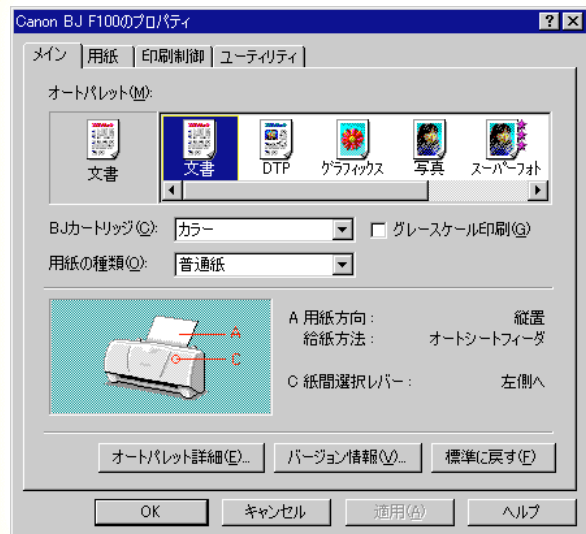 Canon BJ F100のプロパティ
メイン 用紙 印刷制御 ユーティリティ
オートパレット(M):
文書 文書 DTP グラフィックス 写真 スーパーフォト
BJカートリッジ(C): カラー グレースケール印刷(G)
用紙の種類(O): 普通紙
A
C
A 用紙方向: 縦置
給紙方法: オートシートフィーダ
C 紙間選択レバー: 左側へ
オートパレット詳細(E)... バージョン情報(V)... 標準に戻す(F)
OK キャンセル 適用(A) ヘルプ